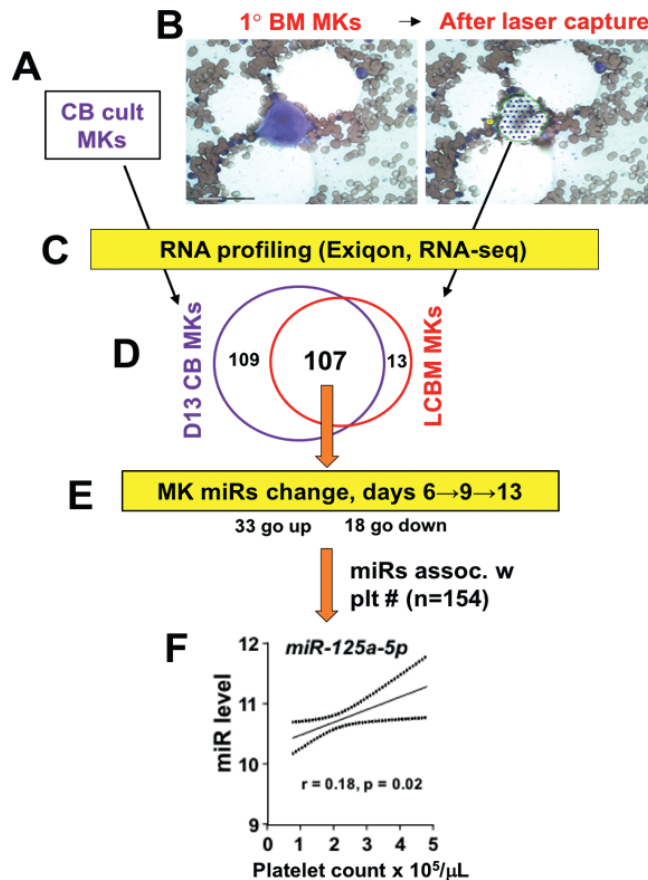 B
1° BM MKs → After laser capture
A
CB cult
MKs
C
RNA profiling (Exiqon, RNA-seq)
D
D13 CB MKs
109
107
13
LCBM MKs
E
MK miRs change, days 6→9→13
33 go up 18 go down
miRs assoc. w
plt # (n=154)
F
miR-125a-5p
miR level
12
11
10
9
r = 0.18, p = 0.02
0 1 2 3 4 5
Platelet count x 10⁵/μL